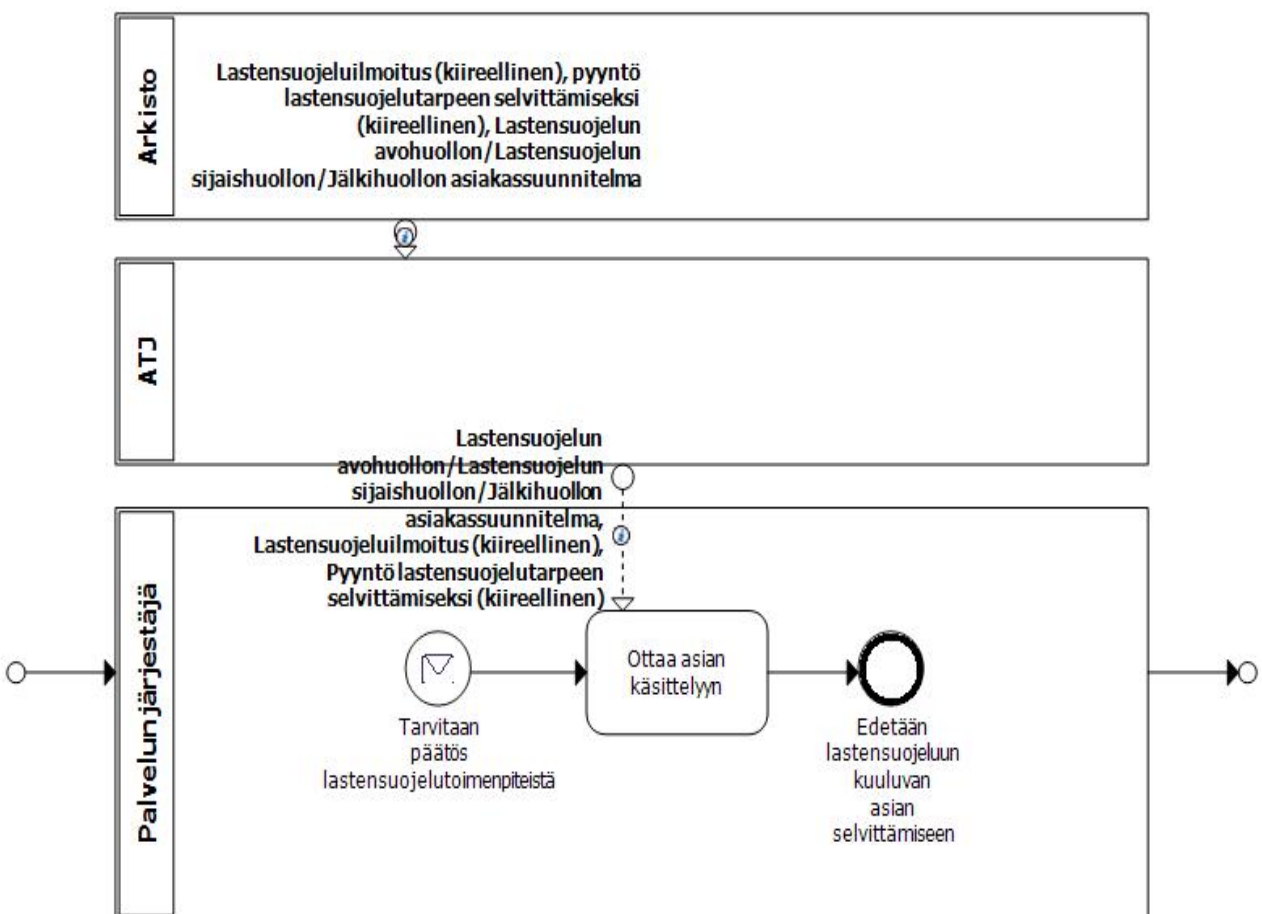 Arkisto
Lastensuojeluilmoitus (kiireellinen), pyyntö
lastensuojelutarpeen selvittämiseksi
(kiireellinen), Lastensuojelun
avohuollon/Lastensuojelun
sijaishuollon/Jälkihuollon asiakassuunnitelma
ATJ
Lastensuojelun
avohuollon/Lastensuojelun
sijaishuollon/Jälkihuollon
asiakassuunnitelma,
Lastensuojeluilmoitus (kiireellinen),
Pyyntö lastensuojelutarpeen
selvittämiseksi (kiireellinen)
Palvelunjärjestäjä
Tarvitaan
päätös
lastensuojelutoimenpiteistä
Ottaa asian
käsittelyyn
Edetään
lastensuojeluun
kuuluvan
asian
selvittämiseen